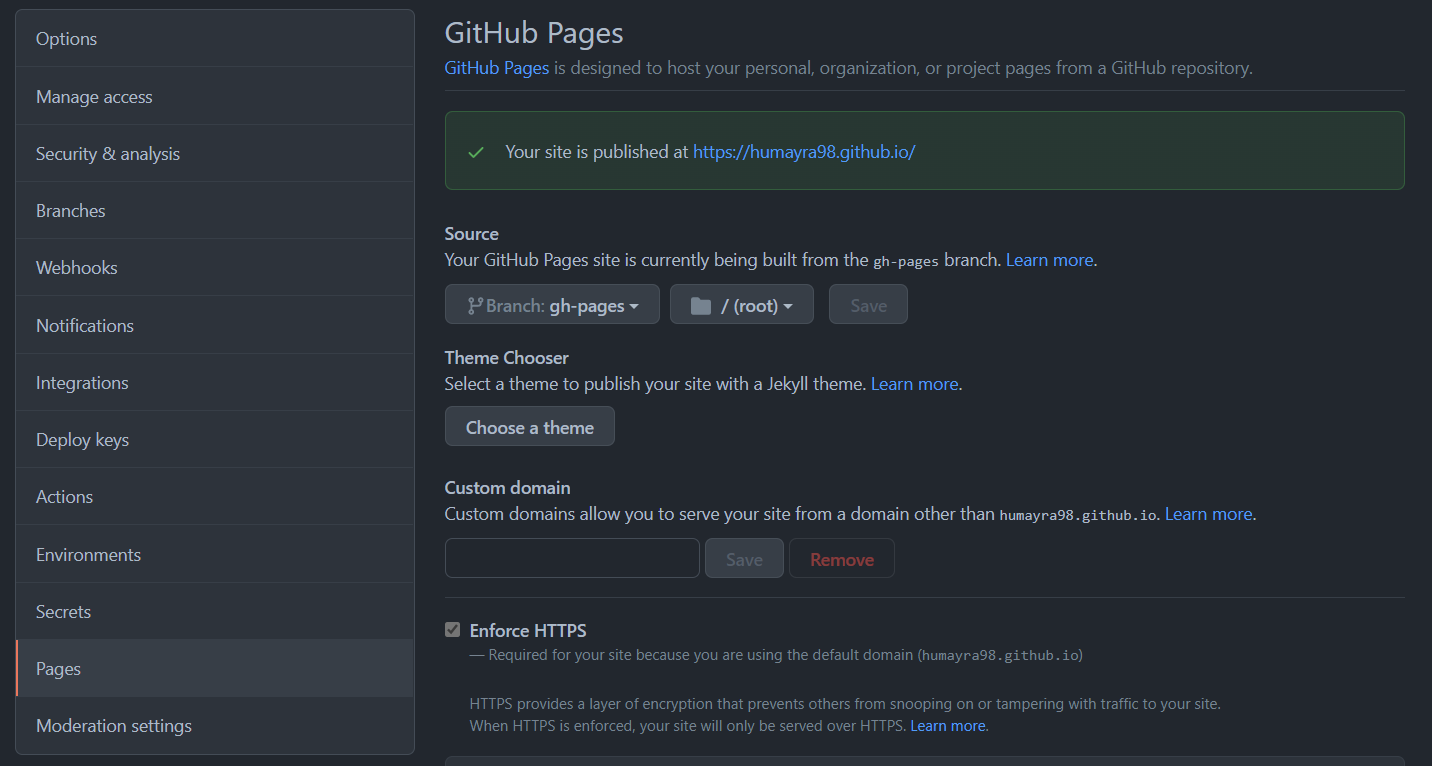 Options
Manage access
Security & analysis
Branches
Webhooks
Notifications
Integrations
Deploy keys
Actions
Environments
Secrets
Pages
Moderation settings
GitHub Pages
GitHub Pages is designed to host your personal, organization, or project pages from a GitHub repository.
Your site is published at https://humayra98.github.io/
Source
Your GitHub Pages site is currently being built from the gh-pages branch. Learn more.
Branch: gh-pages / (root) Save
Theme Chooser
Select a theme to publish your site with a Jekyll theme. Learn more.
Choose a theme
Custom domain
Custom domains allow you to serve your site from a domain other than humayra98.github.io. Learn more.
Save Remove
Enforce HTTPS
— Required for your site because you are using the default domain (humayra98.github.io)
HTTPS provides a layer of encryption that prevents others from snooping on or tampering with traffic to your site.
When HTTPS is enforced, your site will only be served over HTTPS. Learn more.